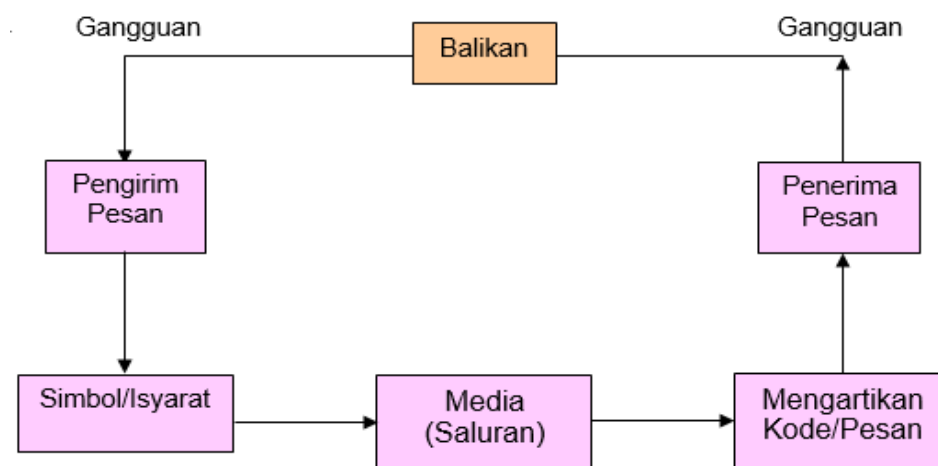 Gangguan
Balikan
Gangguan
Pengirim
Pesan
Penerima
Pesan
Simbol/Isyarat
Media
(Saluran)
Mengartikan
Kode/Pesan